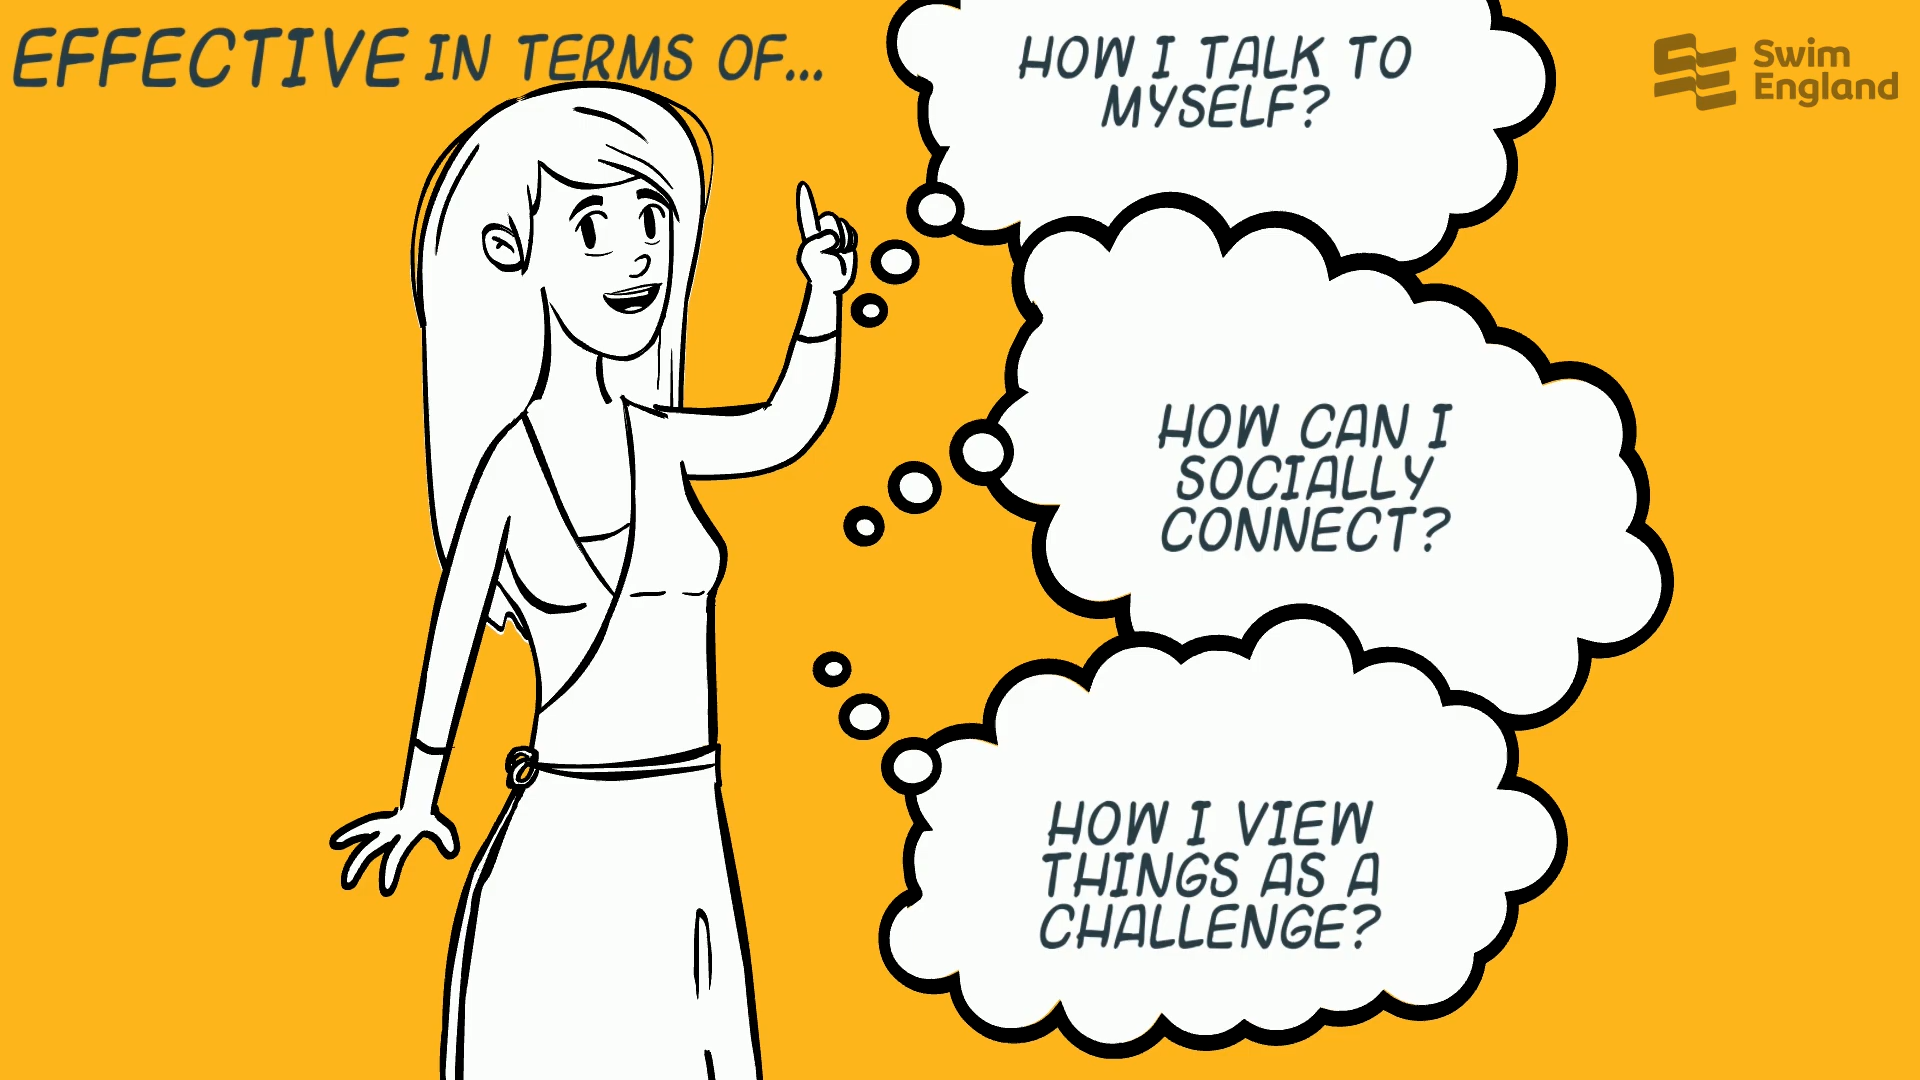 EFFECTIVE IN TERMS OF...
HOW I TALK TO
MYSELF?
Swim
England
HOW CAN I
SOCIALLY
CONNECT?
HOW I VIEW
THINGS AS A
CHALLENGE?